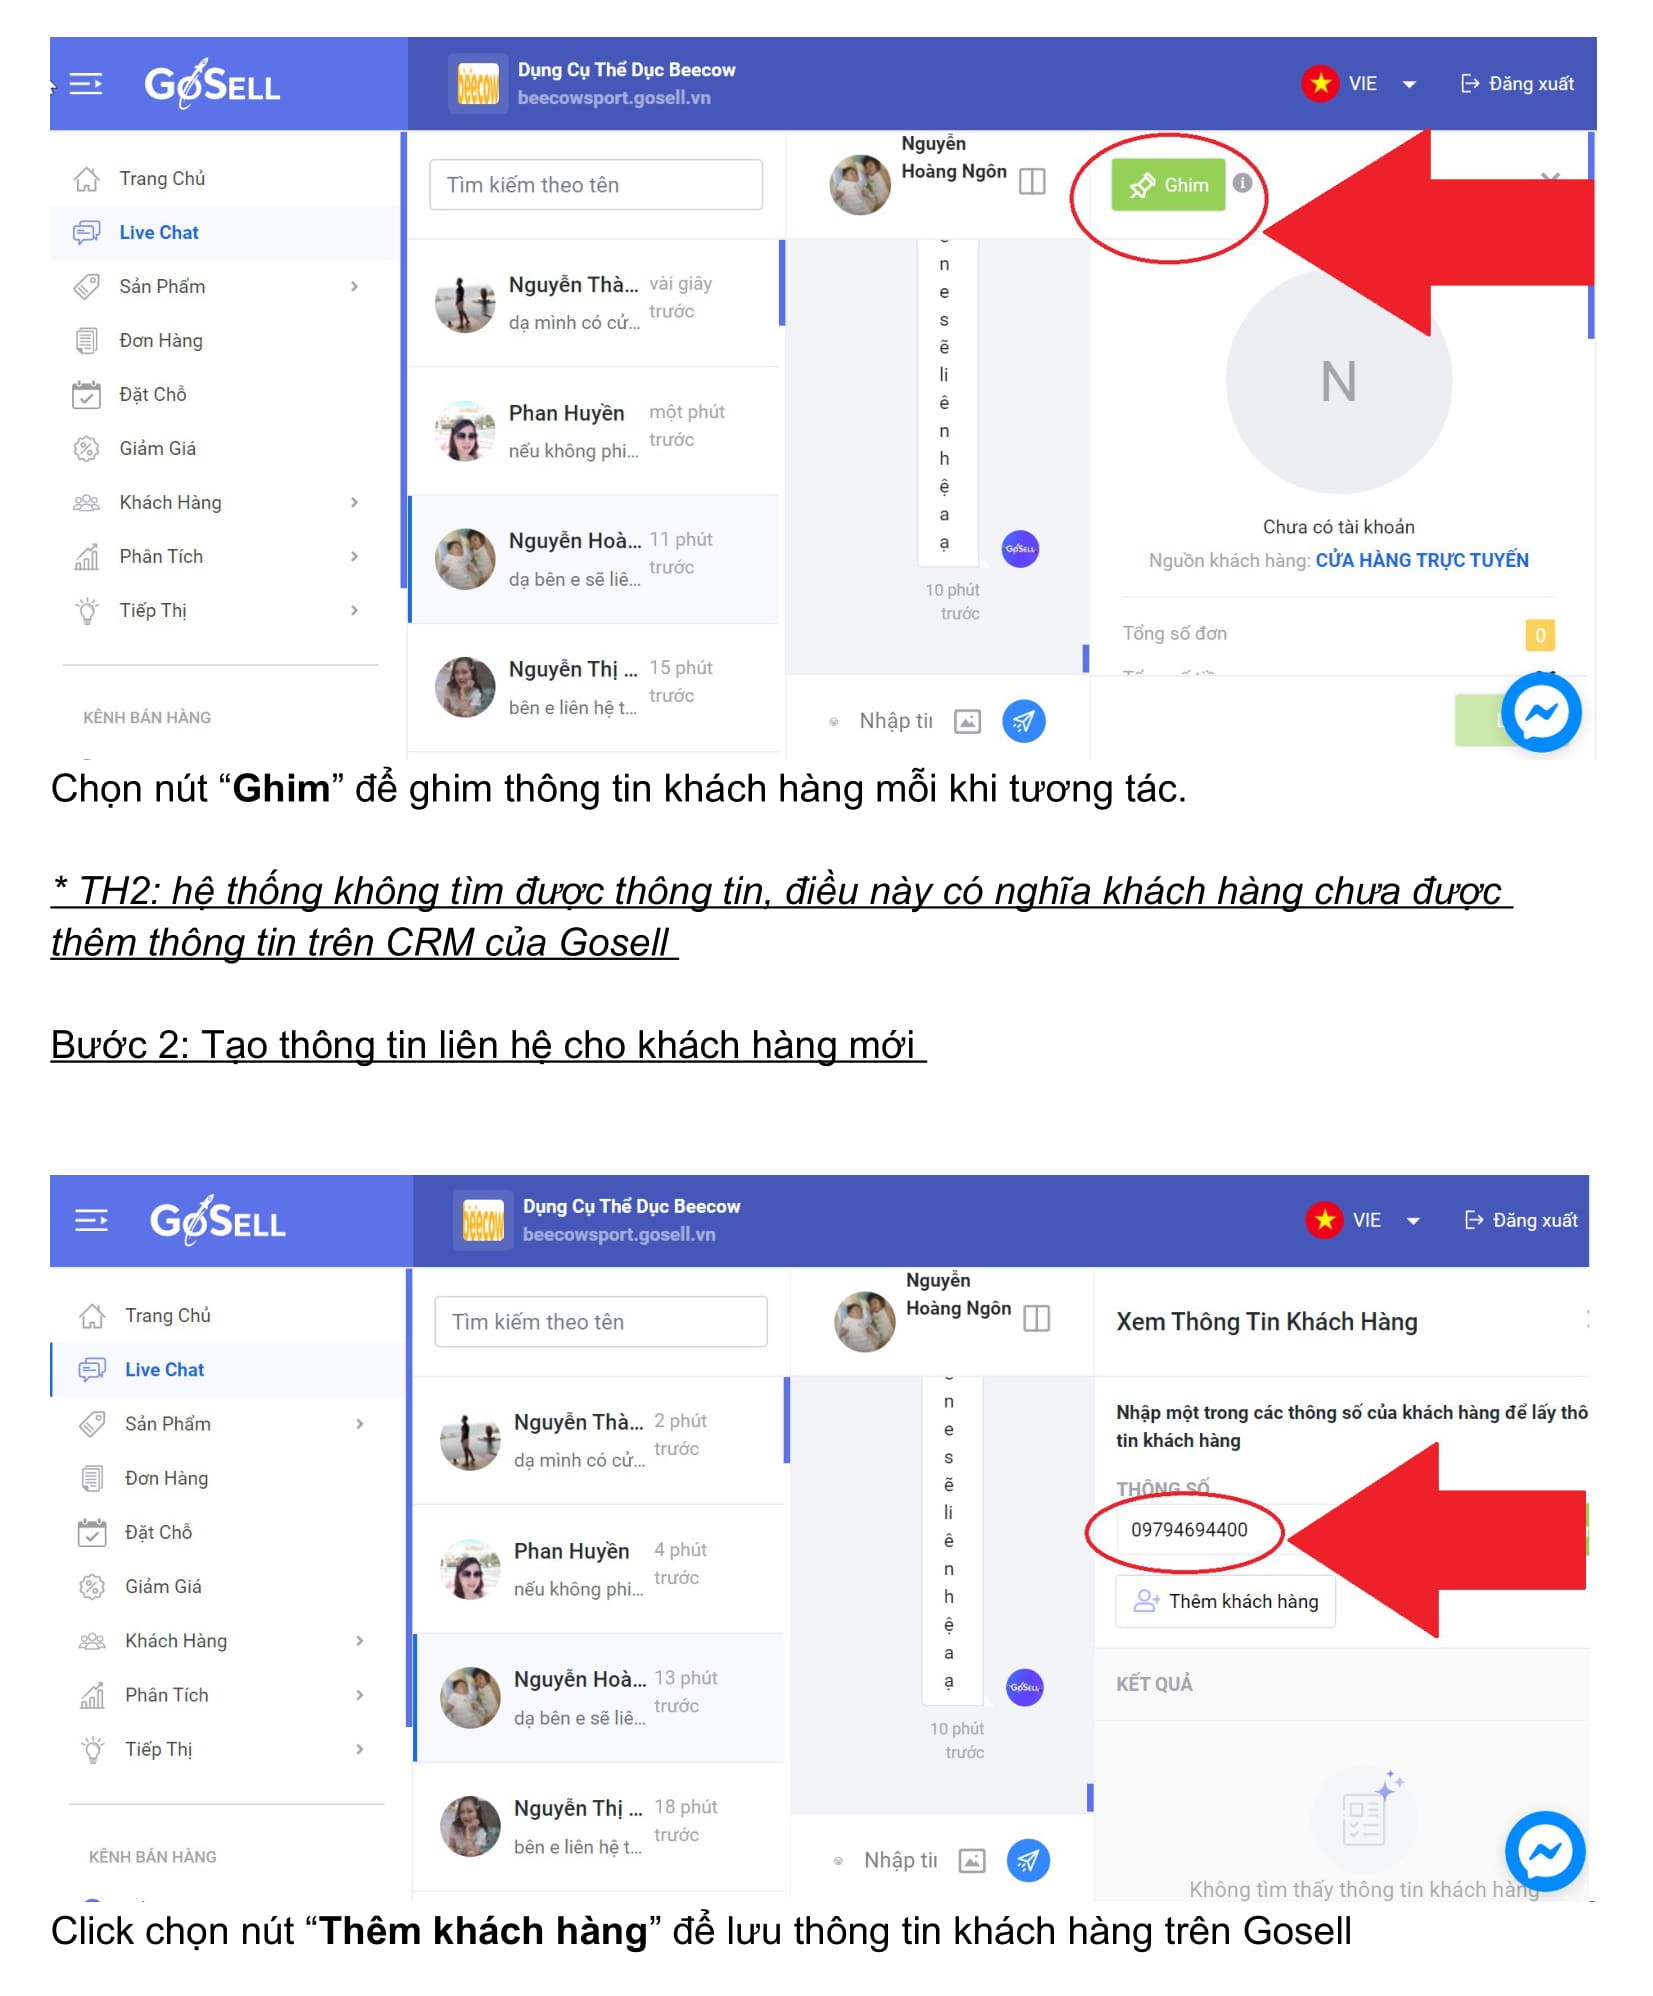 GoSELL
Dụng Cụ Thể Dục Beecow
beecowsport.gosell.vn
VIE
Đăng xuất
Trang Chủ
Live Chat
Sản Phẩm
Đơn Hàng
Đặt Chỗ
Giảm Giá
Khách Hàng
Phân Tích
Tiếp Thị
KÊNH BÁN HÀNG
Tìm kiếm theo tên
Nguyễn Thà... vài giây
trước
dạ mình có cử...
Phan Huyền một phút
trước
nếu không phi...
Nguyễn Hoà... 11 phút
trước
dạ bên e sẽ liê...
Nguyễn Thị ... 15 phút
trước
bên e liên hệ t...
Nguyễn
Hoàng Ngôn
n
e
s
ẽ
li
ê
n
h
ệ
a
ạ
GoSELL
10 phút
trước
Nhập tir
Ghim
N
Chưa có tài khoản
Nguồn khách hàng: CỬA HÀNG TRỰC TUYẾN
Tổng số đơn
0
Chọn nút “Ghim” để ghim thông tin khách hàng mỗi khi tương tác.
* TH2: hệ thống không tìm được thông tin, điều này có nghĩa khách hàng chưa được
thêm thông tin trên CRM của Gosell
Bước 2: Tạo thông tin liên hệ cho khách hàng mới
GoSELL
Dụng Cụ Thể Dục Beecow
beecowsport.gosell.vn
VIE
Đăng xuất
Trang Chủ
Live Chat
Sản Phẩm
Đơn Hàng
Đặt Chỗ
Giảm Giá
Khách Hàng
Phân Tích
Tiếp Thị
KÊNH BÁN HÀNG
Tìm kiếm theo tên
Nguyễn Thà... 2 phút
trước
dạ mình có cử...
Phan Huyền 4 phút
trước
nếu không phi...
Nguyễn Hoà... 13 phút
trước
dạ bên e sẽ liê...
Nguyễn Thị ... 18 phút
trước
bên e liên hệ t...
Nguyễn
Hoàng Ngôn
n
e
s
ẽ
li
ê
n
h
ệ
a
ạ
GoSELL
10 phút
trước
Nhập tir
Xem Thông Tin Khách Hàng
Nhập một trong các thông số của khách hàng để lấy thô
tin khách hàng
THÔNG SỐ
09794694400
Thêm khách hàng
KẾT QUẢ
Không tìm thấy thông tin khách hàng
Click chọn nút “Thêm khách hàng” để lưu thông tin khách hàng trên Gosell